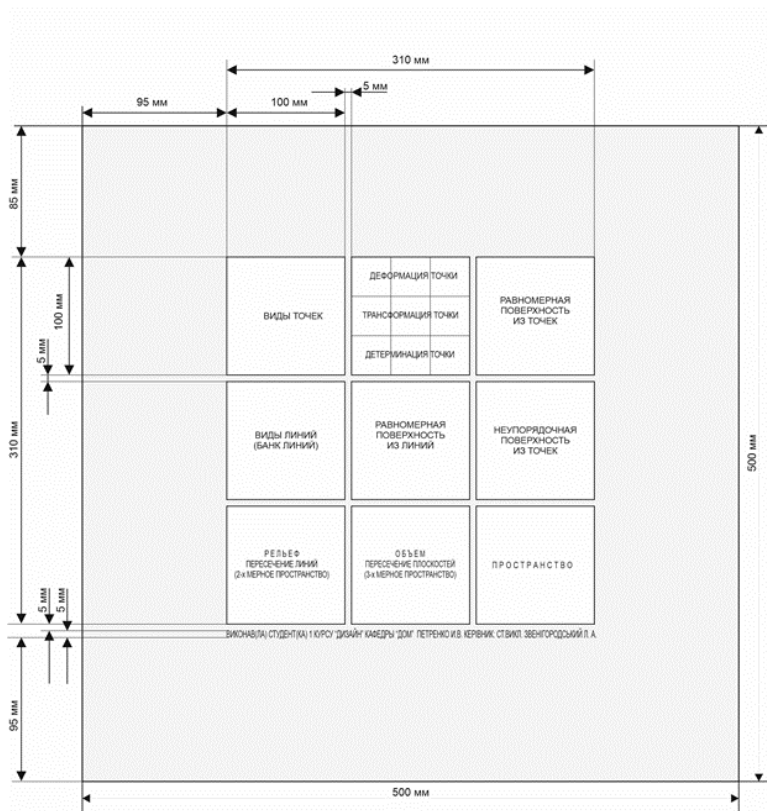 310 мм
5 мм
95 мм
100 мм
85 мм
310 мм
100 мм
5 мм
500 мм
ВИДЫ ТОЧЕК
ДЕФОРМАЦИЯ ТОЧКИ
ТРАНСФОРМАЦИЯ ТОЧКИ
ДЕТЕРМИНАЦИЯ ТОЧКИ
РАВНОМЕРНАЯ
ПОВЕРХНОСТЬ
ИЗ ТОЧЕК
ВИДЫ ЛИНИЙ
(БАНК ЛИНИЙ)
РАВНОМЕРНАЯ
ПОВЕРХНОСТЬ
ИЗ ЛИНИЙ
НЕУПОРЯДОЧНАЯ
ПОВЕРХНОСТЬ
ИЗ ТОЧЕК
РЕЛЬЕФ
ПЕРЕСЕЧЕНИЕ ЛИНИЙ
(2-х МЕРНОЕ ПРОСТРАНСТВО)
ОБЪЕМ
ПЕРЕСЕЧЕНИЕ ПЛОСКОСТЕЙ
(3-х МЕРНОЕ ПРОСТРАНСТВО)
ПРОСТРАНСТВО
5 мм
5 мм
ВИКОНАВ(ЛА) СТУДЕНТ(КА) 1 КУРСУ "ДИЗАЙН" КАФЕДРЫ "ДОМ" ПЕТРЕНКО И.В. КЕРІВНИК: СТ.ВИКЛ. ЗВЕНІГОРОДСЬКИЙ Л. А.
95 мм
500 мм